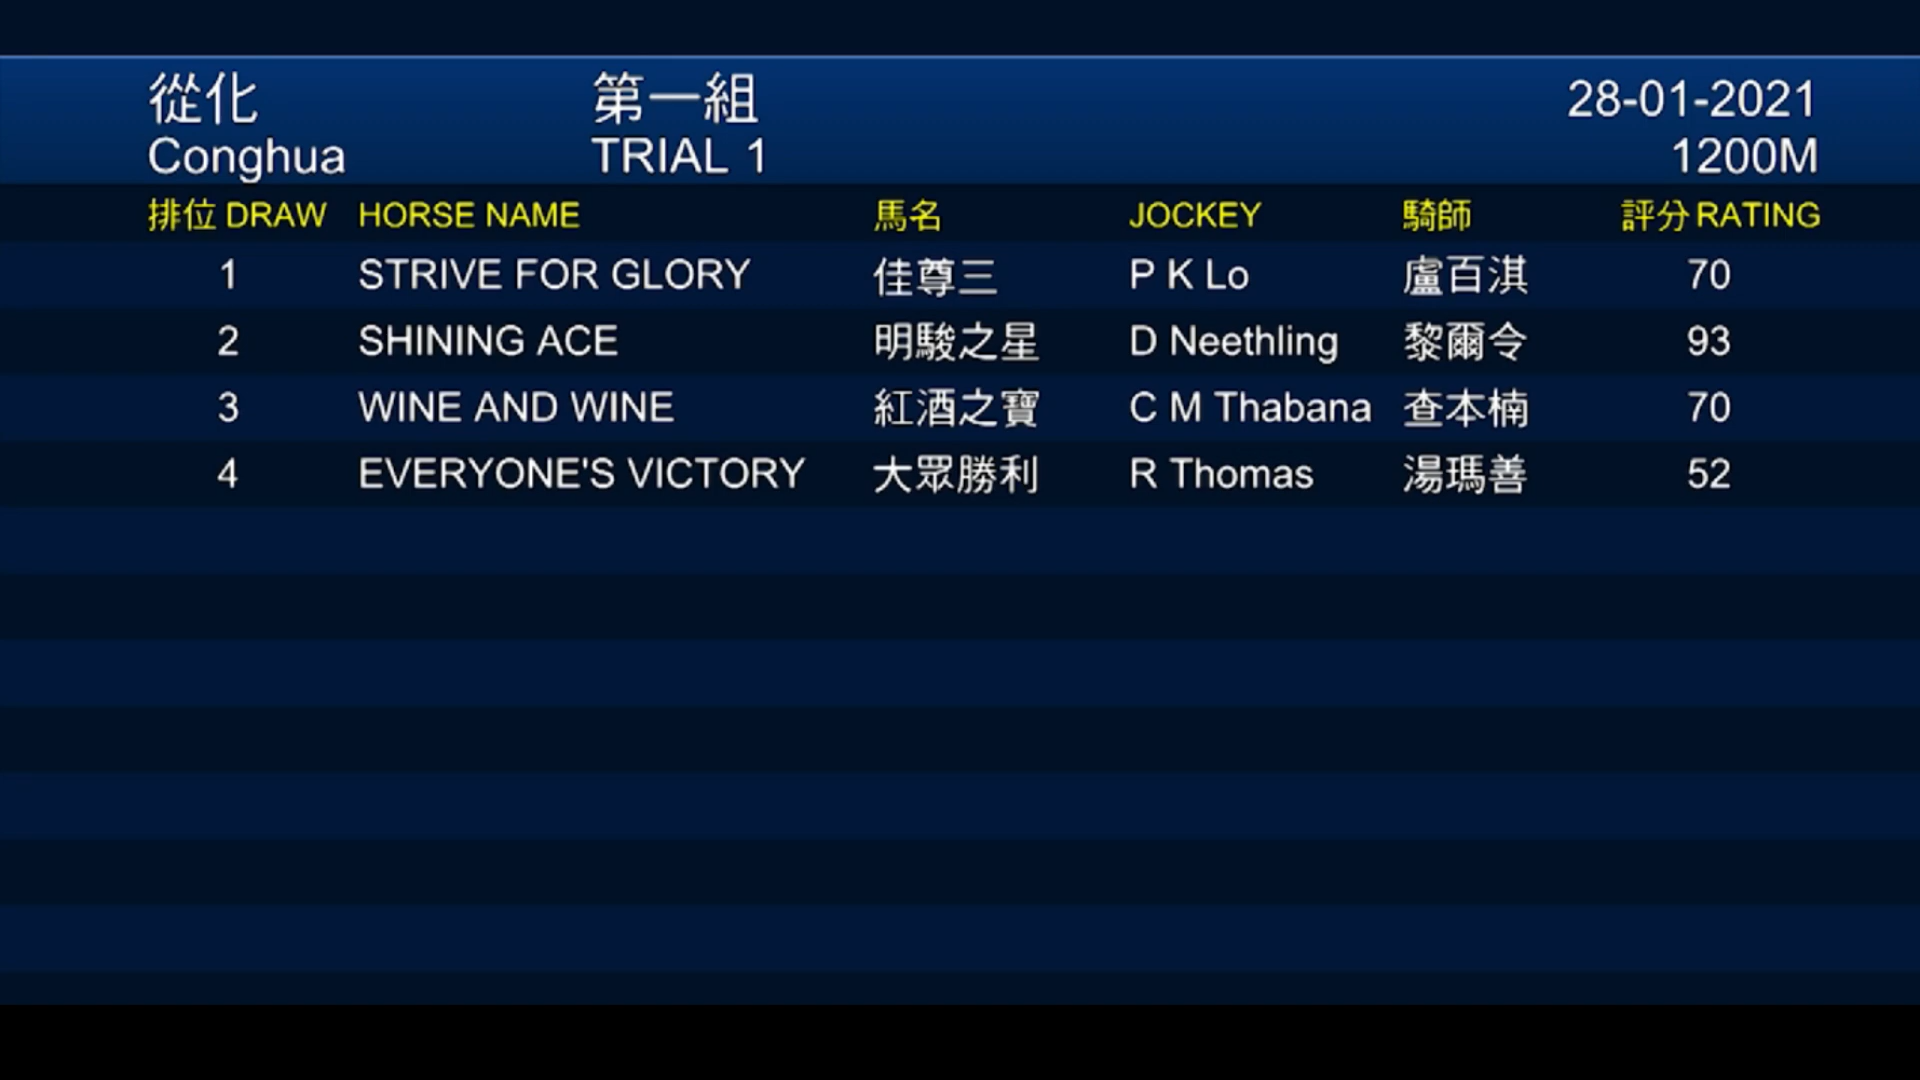 從化 第一組 28-01-2021
Conghua TRIAL 1 1200M
排位 DRAW HORSE NAME 馬名 JOCKEY 騎師 評分 RATING
1 STRIVE FOR GLORY 佳尊三 P K Lo 盧百淇 70
2 SHINING ACE 明駿之星 D Neethling 黎爾令 93
3 WINE AND WINE 紅酒之寶 C M Thabana 查本楠 70
4 EVERYONE'S VICTORY 大眾勝利 R Thomas 湯瑪善 52